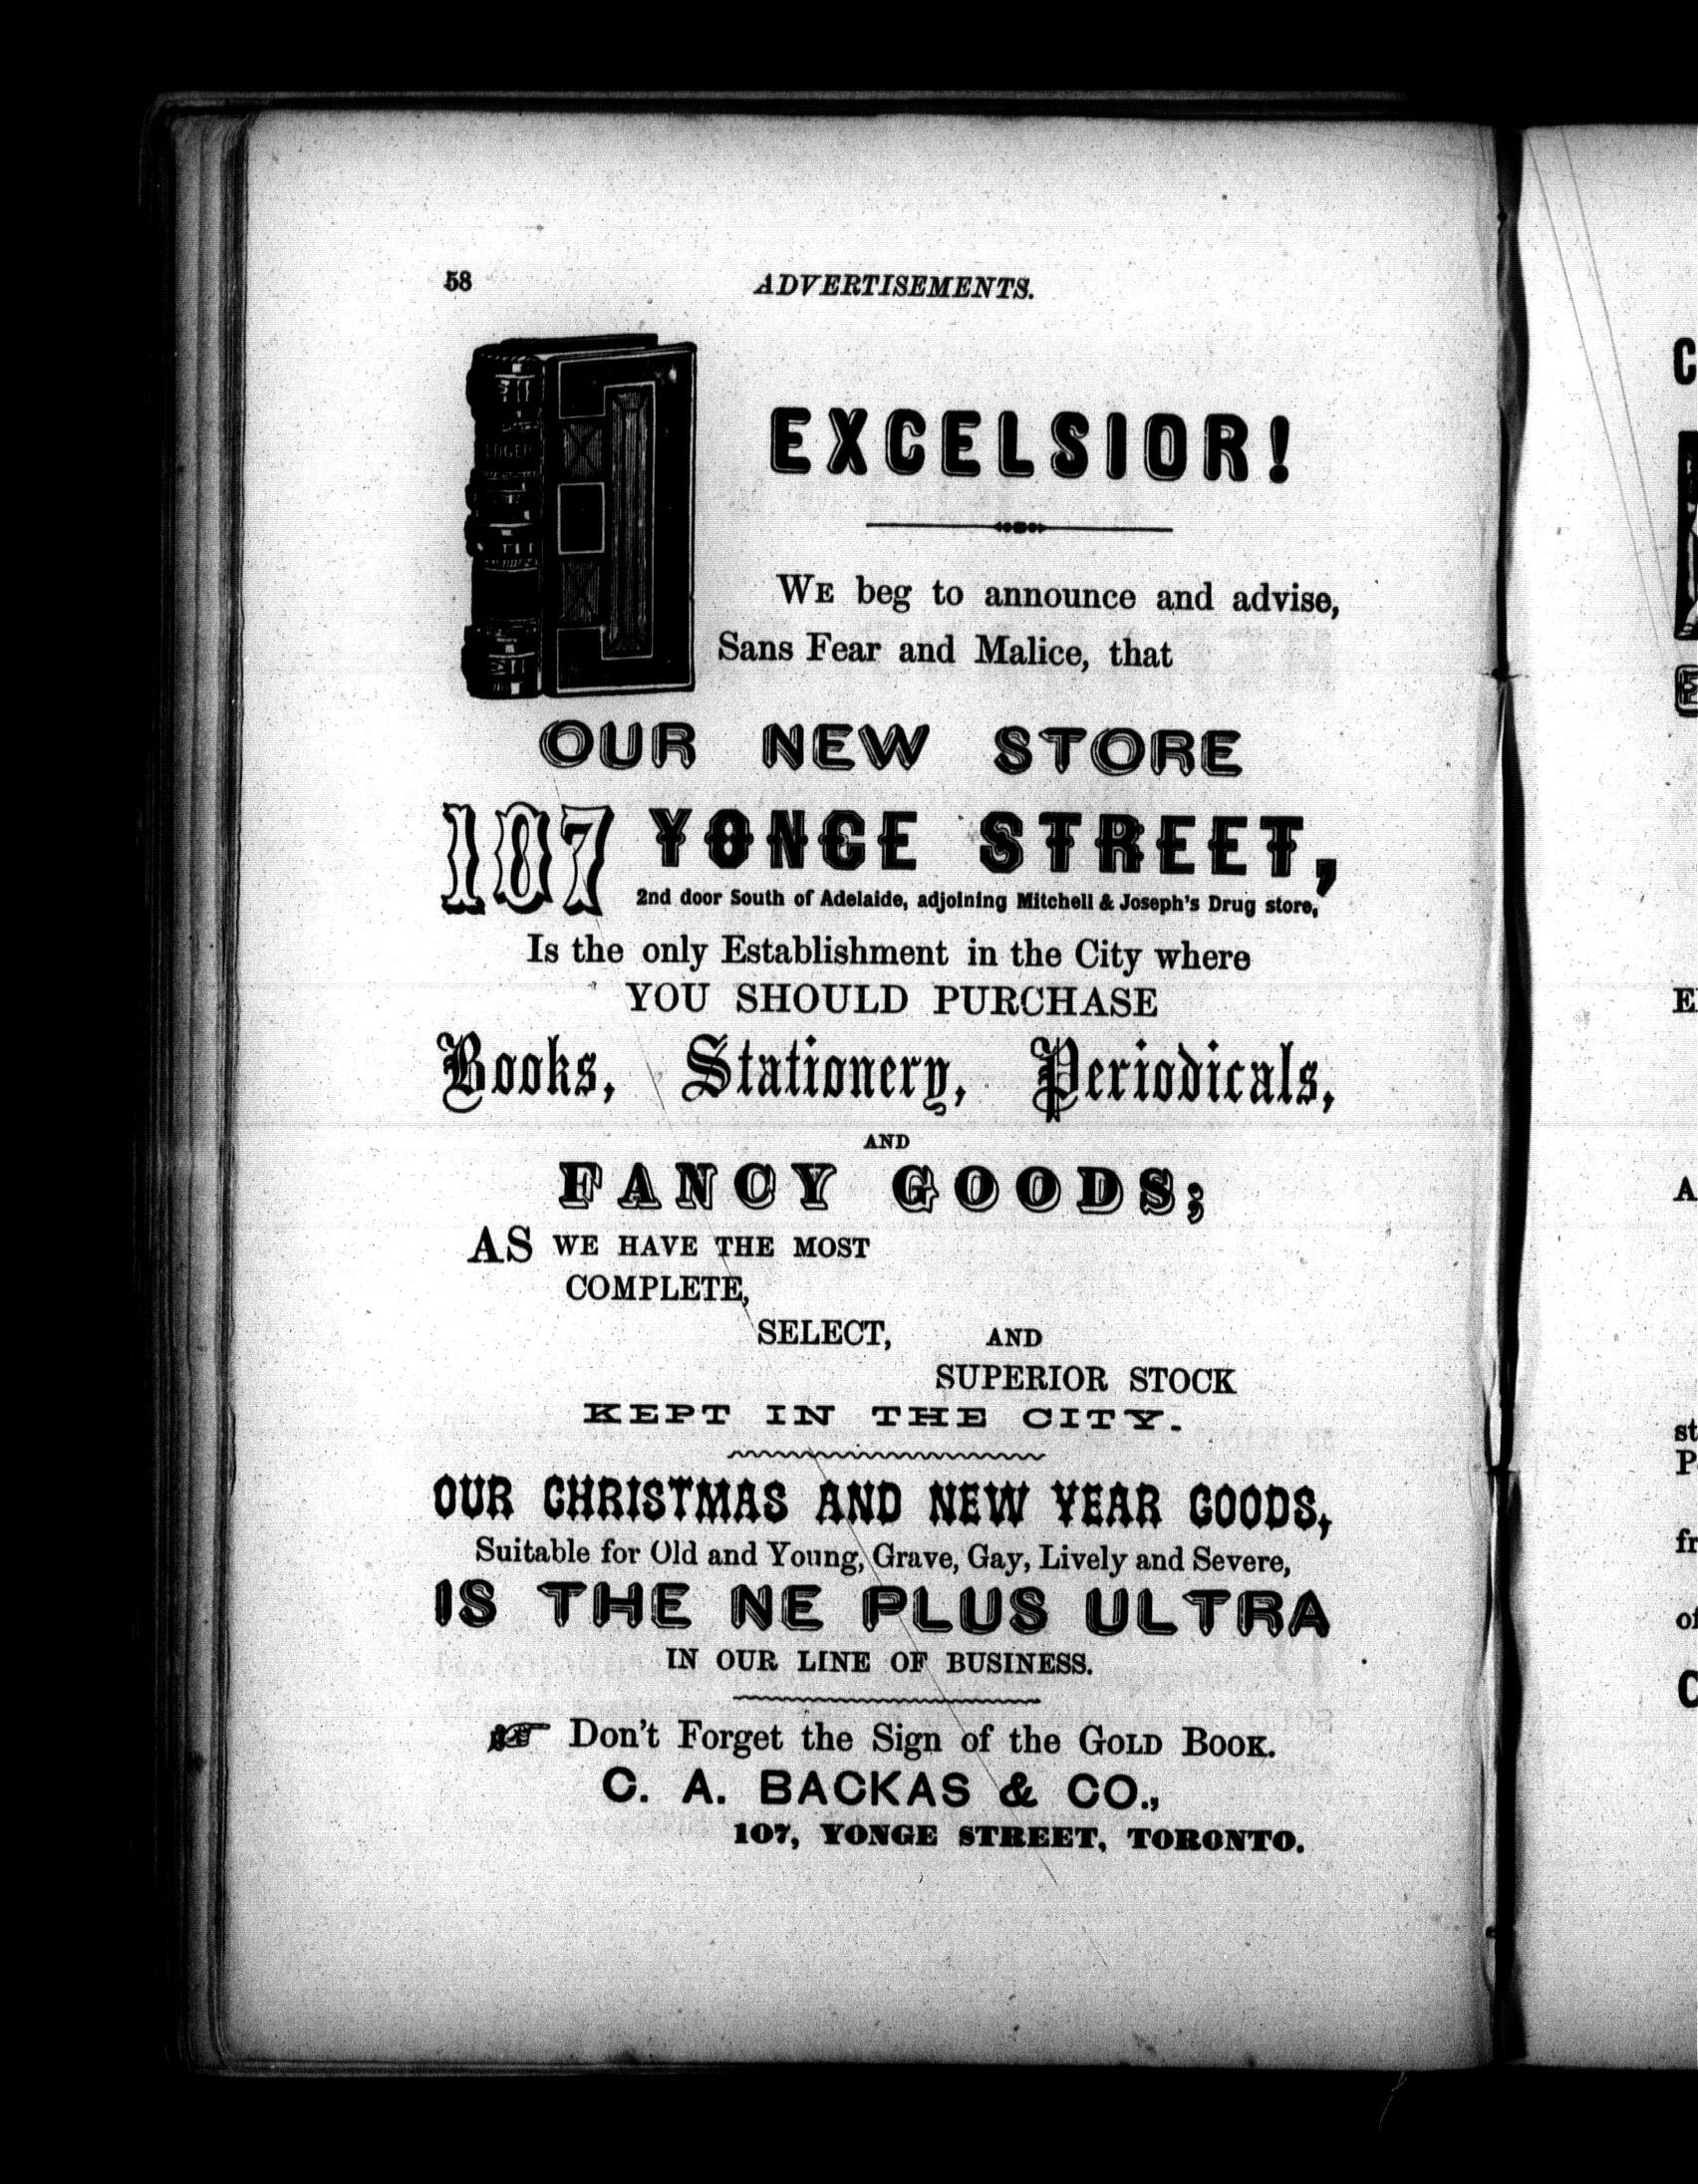 58
ADVERTISEMENTS.
EXCELSIOR!
WE beg to announce and advise,
Sans Fear and Malice, that
OUR NEW STORE
107 YONGE STREET,
2nd door South of Adelaide, adjoining Mitchell & Joseph's Drug store,
Is the only Establishment in the City where
YOU SHOULD PURCHASE
Books, Stationery, Periodicals,
AND
FANCY GOODS;
AS WE HAVE THE MOST
COMPLETE,
SELECT, AND
SUPERIOR STOCK
KEPT IN THE CITY.
OUR CHRISTMAS AND NEW YEAR GOODS,
Suitable for Old and Young, Grave, Gay, Lively and Severe,
IS THE NE PLUS ULTRA
IN OUR LINE OF BUSINESS.
☞ Don't Forget the Sign of the GOLD BOOK.
C. A. BACKAS & CO.,
107, YONGE STREET, TORONTO.